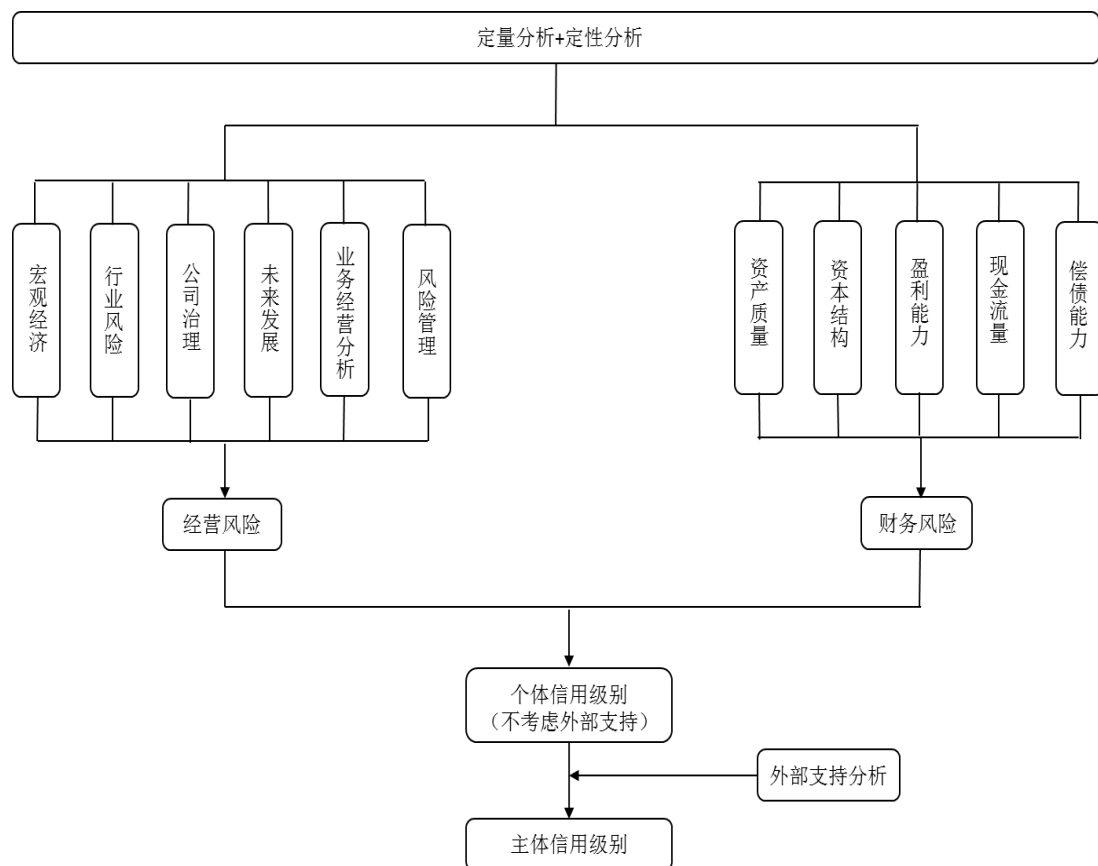 定量分析+定性分析
宏观经济
行业风险
公司治理
未来发展
业务经营分析
风险管理
资产质量
资本结构
盈利能力
现金流量
偿债能力
经营风险
财务风险
个体信用级别
（不考虑外部支持）
外部支持分析
主体信用级别